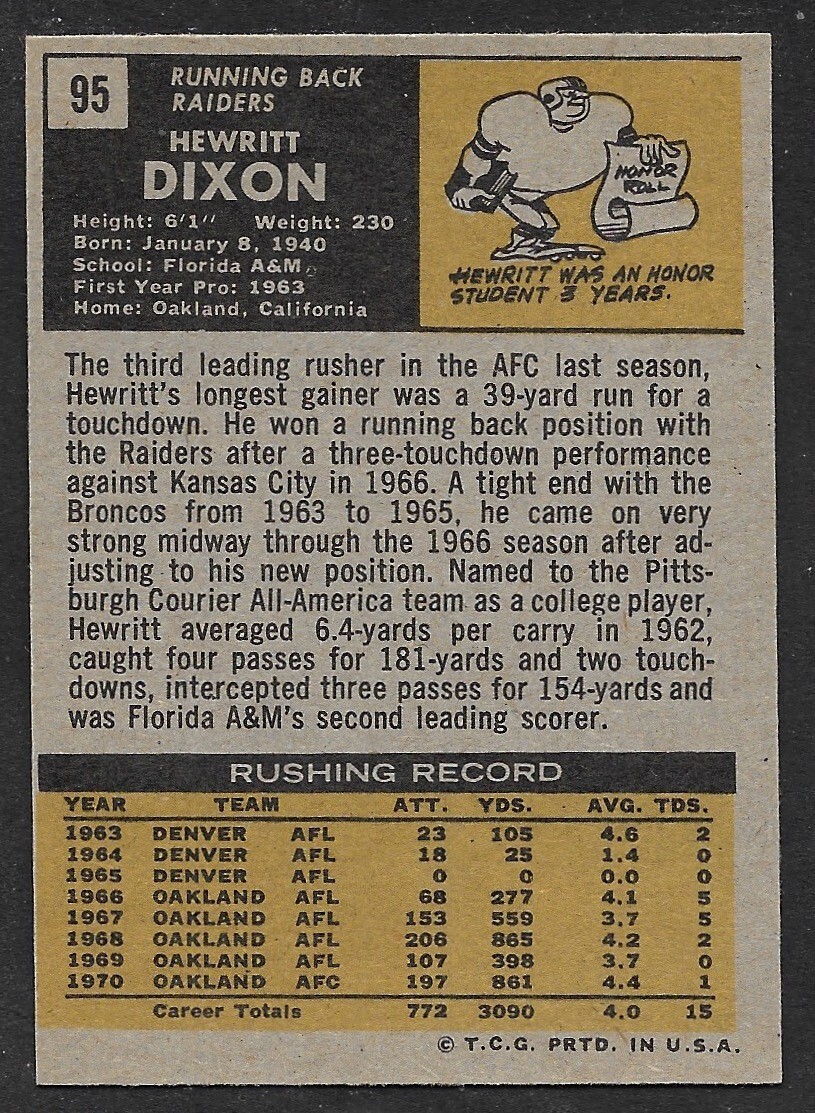 95
RUNNING BACK
RAIDERS
HEWRITT
DIXON
Height: 6'1" Weight: 230
Born: January 8, 1940
School: Florida A&M
First Year Pro: 1963
Home: Oakland, California
HONOR
ROLL
HEWRITT WAS AN HONOR
STUDENT 3 YEARS.
The third leading rusher in the AFC last season,
Hewritt's longest gainer was a 39-yard run for a
touchdown. He won a running back position with
the Raiders after a three-touchdown performance
against Kansas City in 1966. A tight end with the
Broncos from 1963 to 1965, he came on very
strong midway through the 1966 season after ad-
justing to his new position. Named to the Pitts-
burgh Courier All-America team as a college player,
Hewritt averaged 6.4-yards per carry in 1962,
caught four passes for 181-yards and two touch-
downs, intercepted three passes for 154-yards and
was Florida A&M's second leading scorer.
RUSHING RECORD
YEAR TEAM ATT. YDS. AVG. TDS.
1963 DENVER AFL 23 105 4.6 2
1964 DENVER AFL 18 25 1.4 0
1965 DENVER AFL 0 0 0.0 0
1966 OAKLAND AFL 68 277 4.1 5
1967 OAKLAND AFL 153 559 3.7 5
1968 OAKLAND AFL 206 865 4.2 2
1969 OAKLAND AFL 107 398 3.7 0
1970 OAKLAND AFC 197 861 4.4 1
Career Totals 772 3090 4.0 15
© T.C.G. PRTD. IN U.S.A.